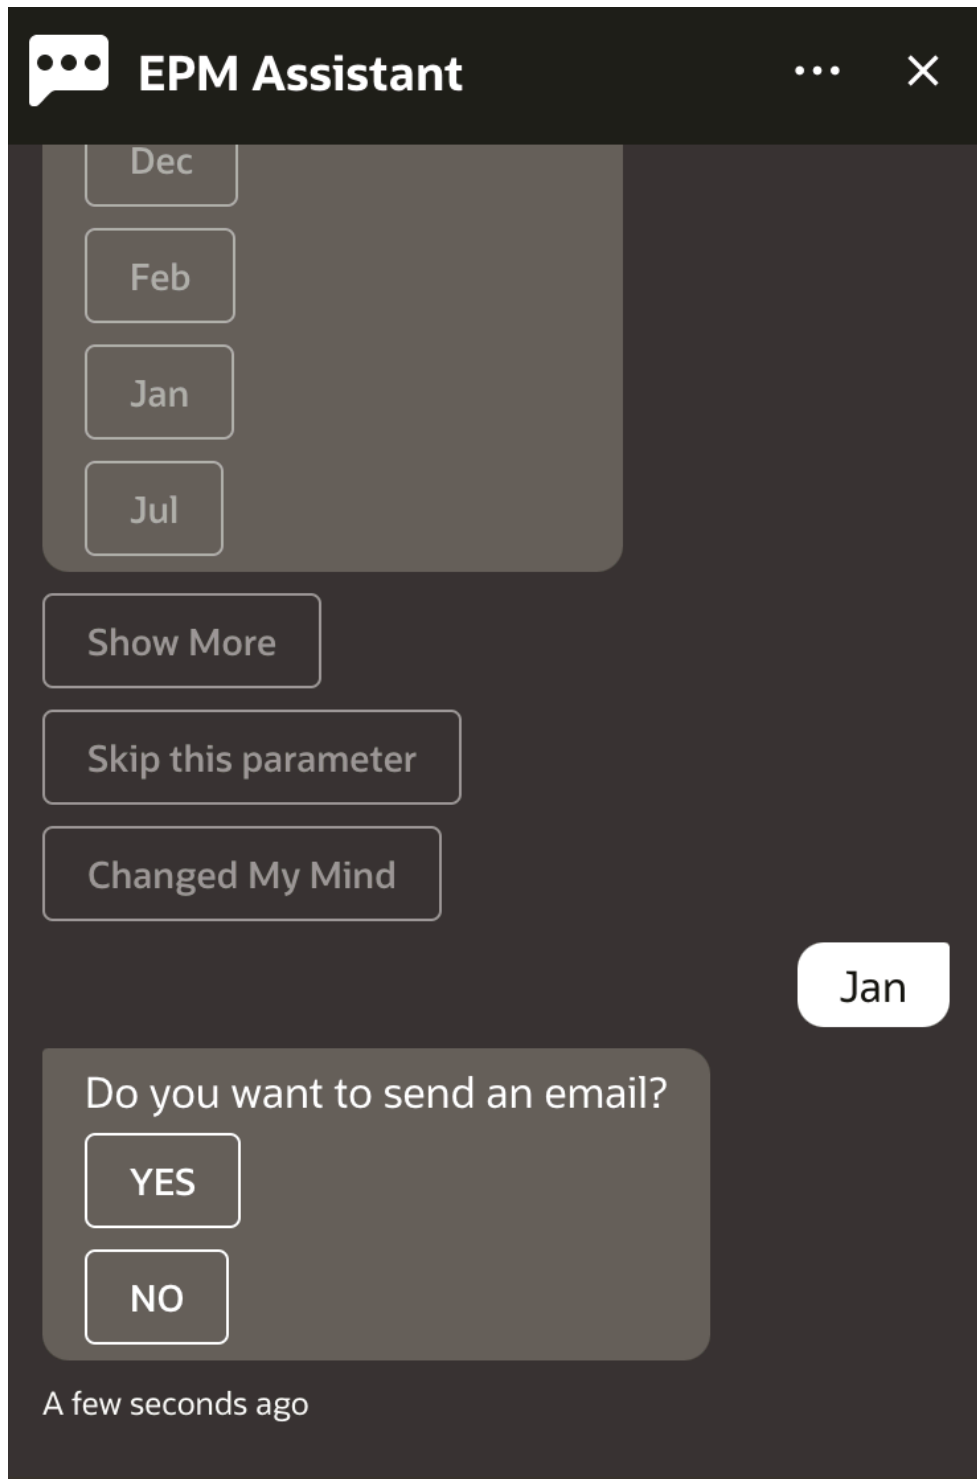 EPM Assistant
Dec
Feb
Jan
Jul
Show More
Skip this parameter
Changed My Mind
Jan
Do you want to send an email?
YES
NO
A few seconds ago